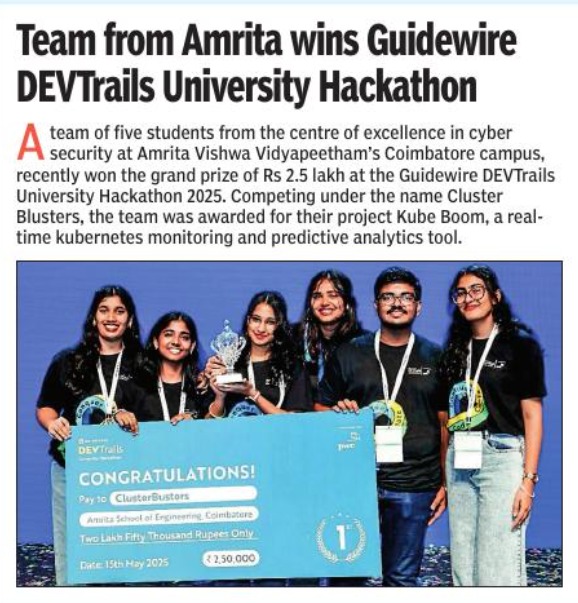 Team from Amrita wins Guidewire
DEVTrails University Hackathon
A team of five students from the centre of excellence in cyber
security at Amrita Vishwa Vidyapeetham's Coimbatore campus,
recently won the grand prize of Rs 2.5 lakh at the Guidewire DEVTrails
University Hackathon 2025. Competing under the name Cluster
Blusters, the team was awarded for their project Kube Boom, a real-
time kubernetes monitoring and predictive analytics tool.
DEVTrails
pwc
CONGRATULATIONS!
Pay to ClusterBusters
Amrita School of Engineering, Coimbatore
Two Lakh Fifty Thousand Rupees Only
Date: 15th May 2025
₹2,50,000
1ST